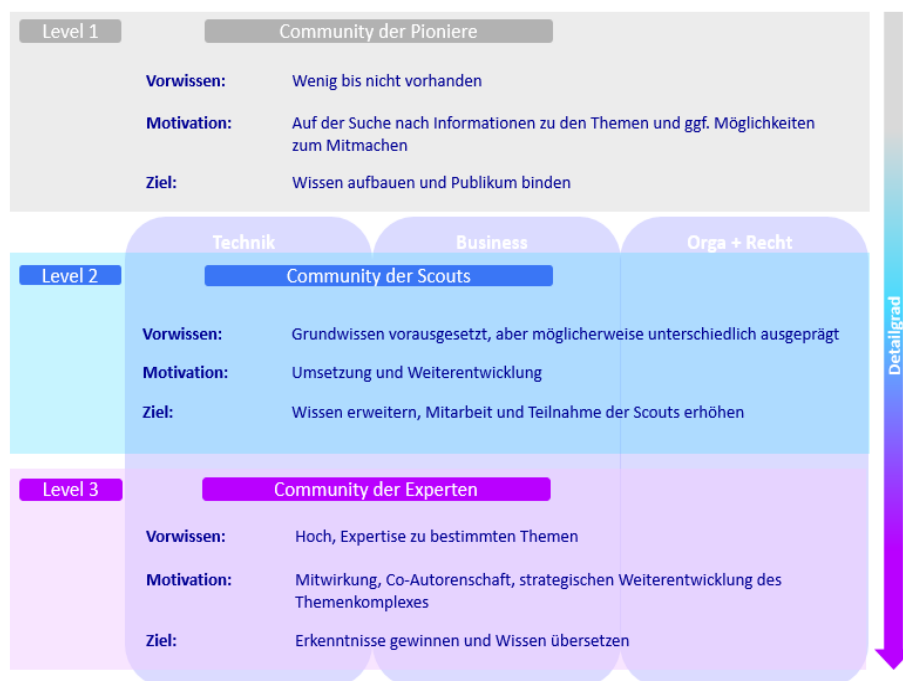 Level 1 Community der Pioniere
Vorwissen: Wenig bis nicht vorhanden
Motivation: Auf der Suche nach Informationen zu den Themen und ggf. Möglichkeiten
zum Mitmachen
Ziel: Wissen aufbauen und Publikum binden
Technik Business Orga + Recht
Level 2 Community der Scouts
Vorwissen: Grundwissen vorausgesetzt, aber möglicherweise unterschiedlich ausgeprägt
Motivation: Umsetzung und Weiterentwicklung
Ziel: Wissen erweitern, Mitarbeit und Teilnahme der Scouts erhöhen
Level 3 Community der Experten
Vorwissen: Hoch, Expertise zu bestimmten Themen
Motivation: Mitwirkung, Co-Autorenschaft, strategischen Weiterentwicklung des
Themenkomplexes
Ziel: Erkenntnisse gewinnen und Wissen übersetzen
Detailgrad